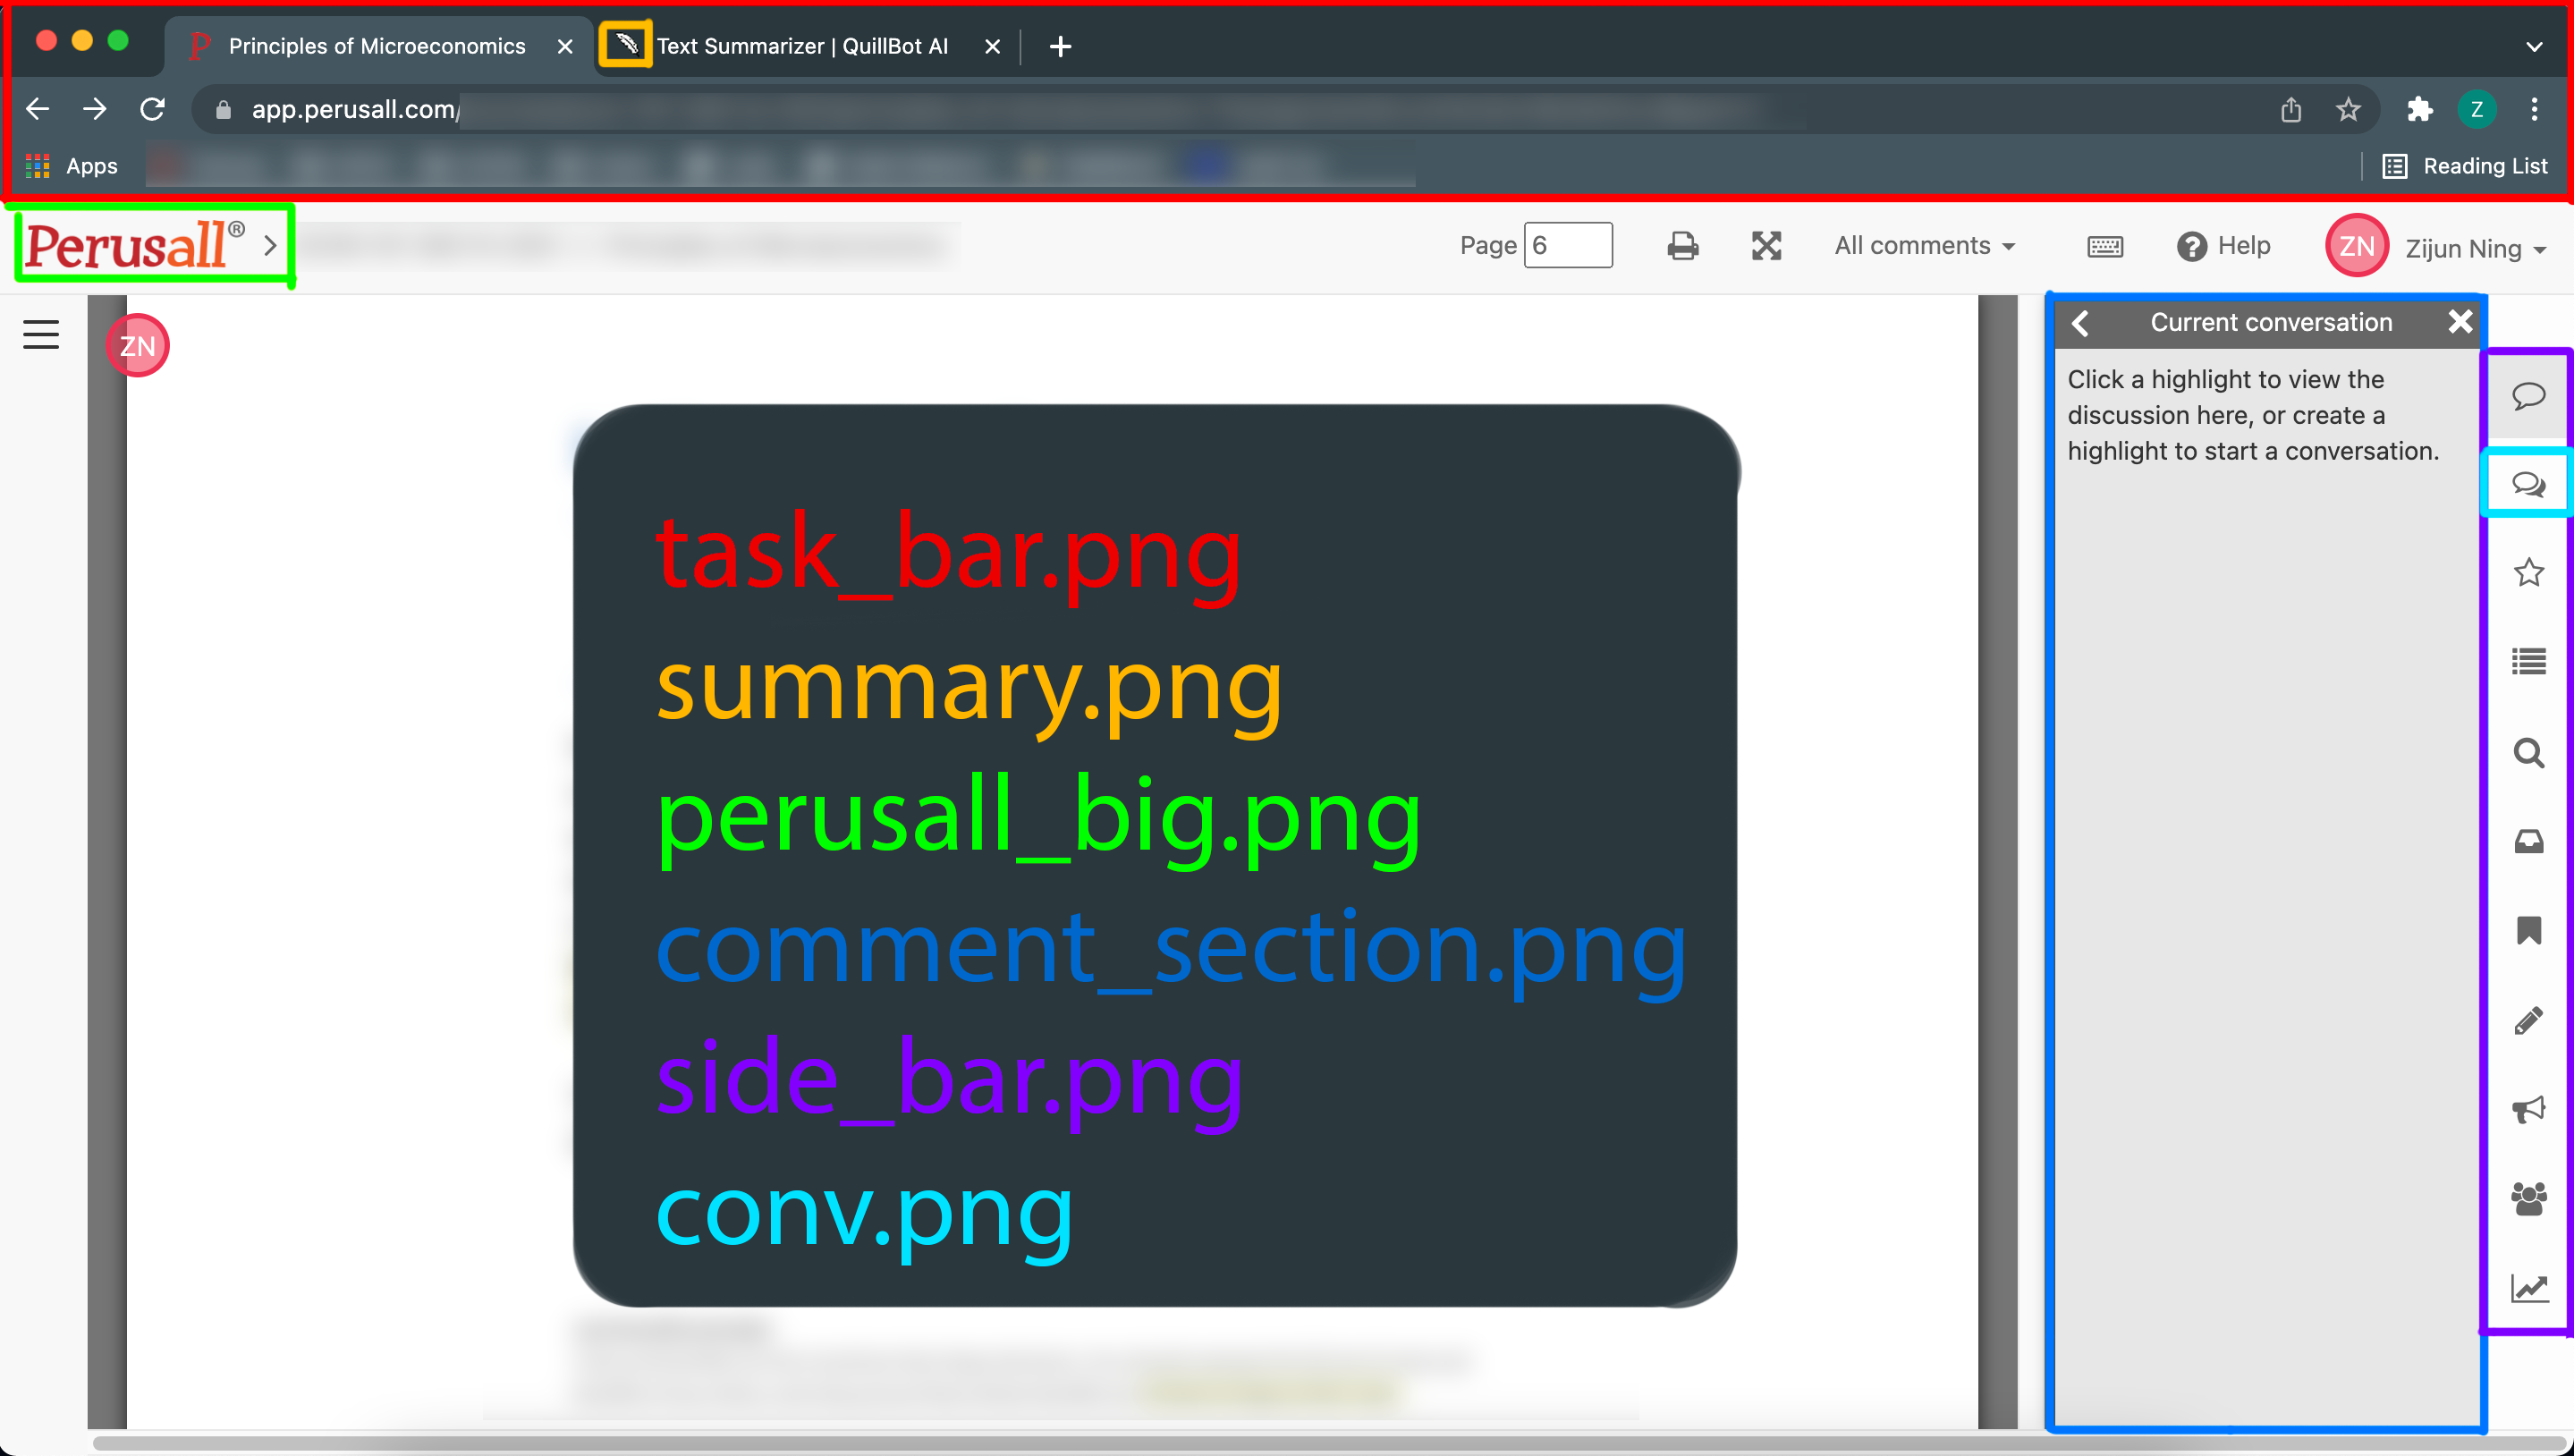 Principles of Microeconomics
Text Summarizer | QuillBot AI
app.perusall.com/
Z
Apps
Reading List
Perusall®
Page 6
All comments
Help
ZN
Zijun Ning
ZN
Current conversation
Click a highlight to view the
discussion here, or create a
highlight to start a conversation.
task_bar.png
summary.png
perusall_big.png
comment_section.png
side_bar.png
conv.png